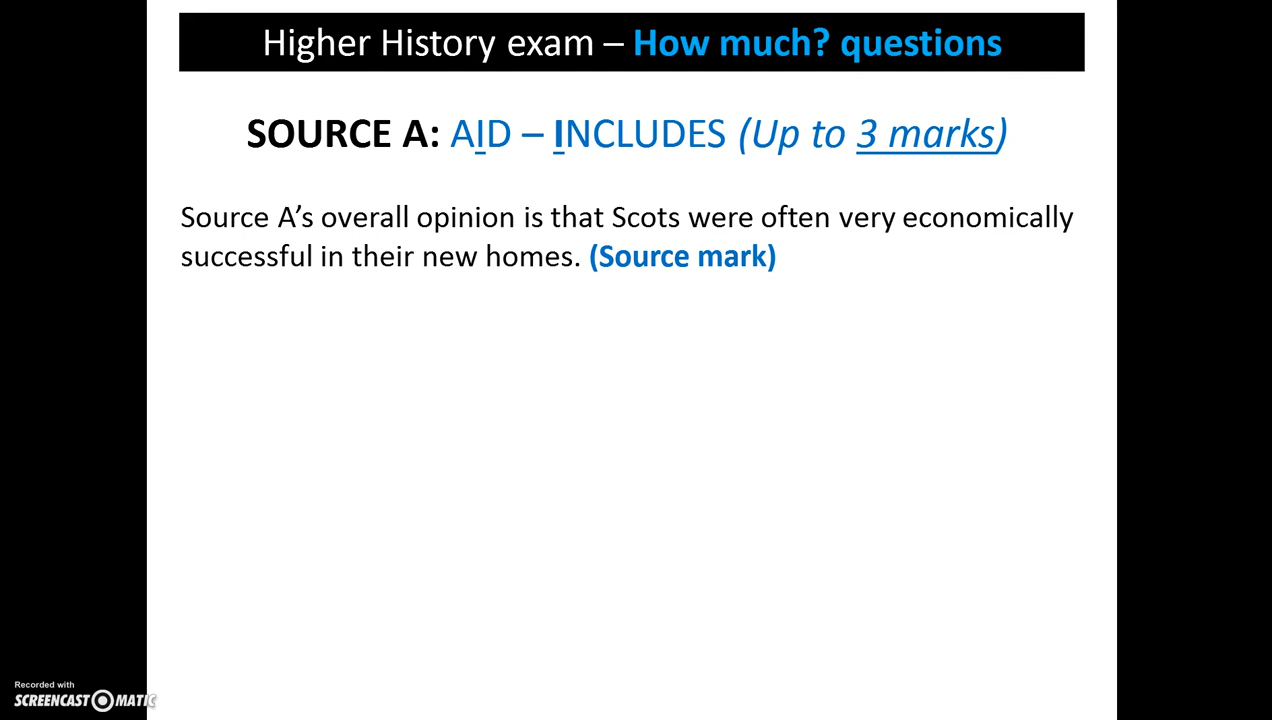 Higher History exam – How much? questions
SOURCE A: AID – INCLUDES (Up to 3 marks)
Source A’s overall opinion is that Scots were often very economically
successful in their new homes. (Source mark)
Recorded with
SCREENCAST MATIC